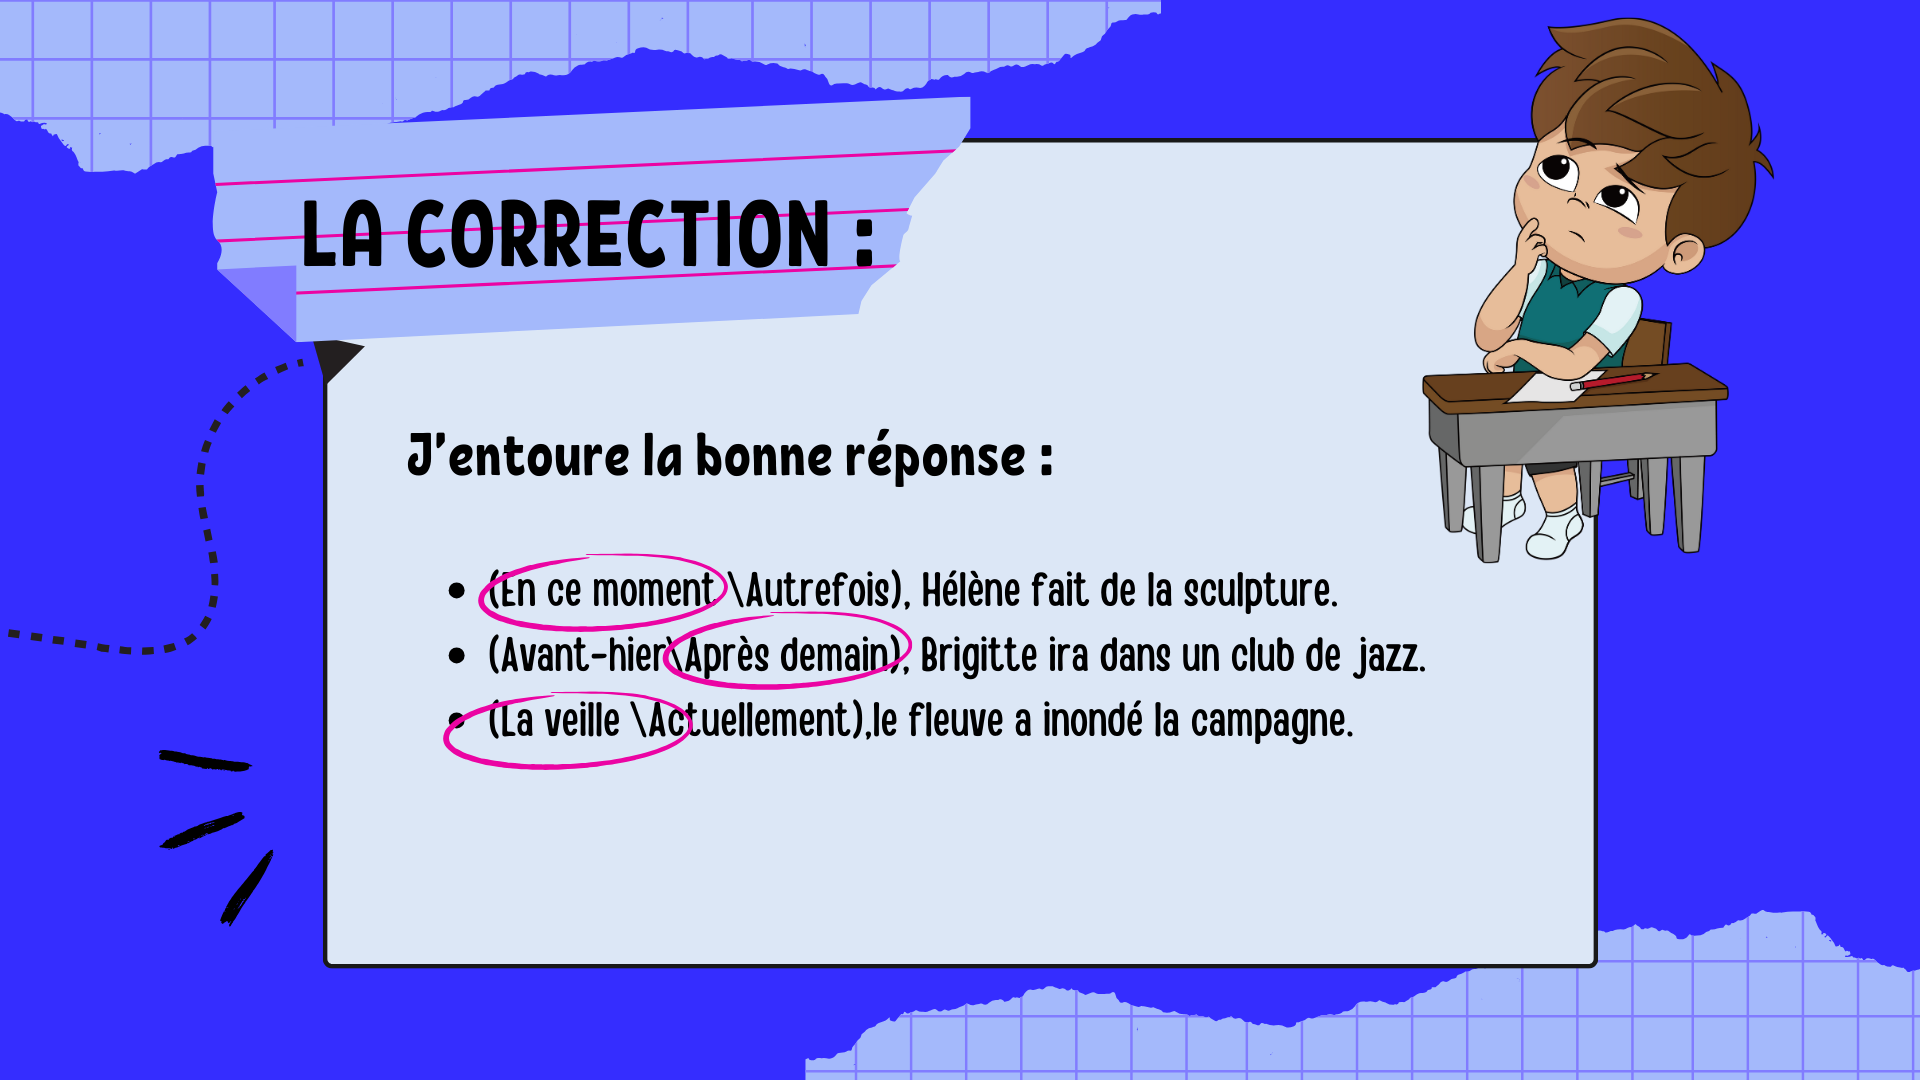 LA CORRECTION :
J'entoure la bonne réponse :
• (En ce moment \Autrefois), Hélène fait de la sculpture.
• (Avant-hier\Après demain), Brigitte ira dans un club de jazz.
• (La veille \Actuellement),le fleuve a inondé la campagne.